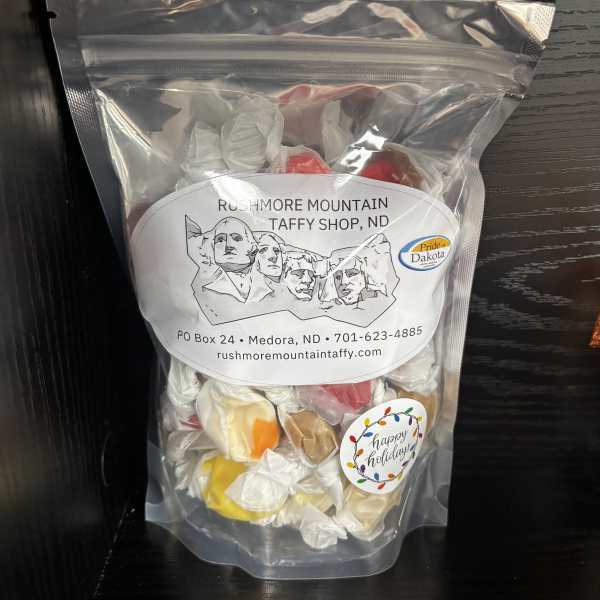 RUSHMORE MOUNTAIN
TAFFY SHOP, ND
Pride of
Dakota
PO Box 24 • Medora, ND • 701-623-4885
rushmoremountaintaffy.com
happy
holidays